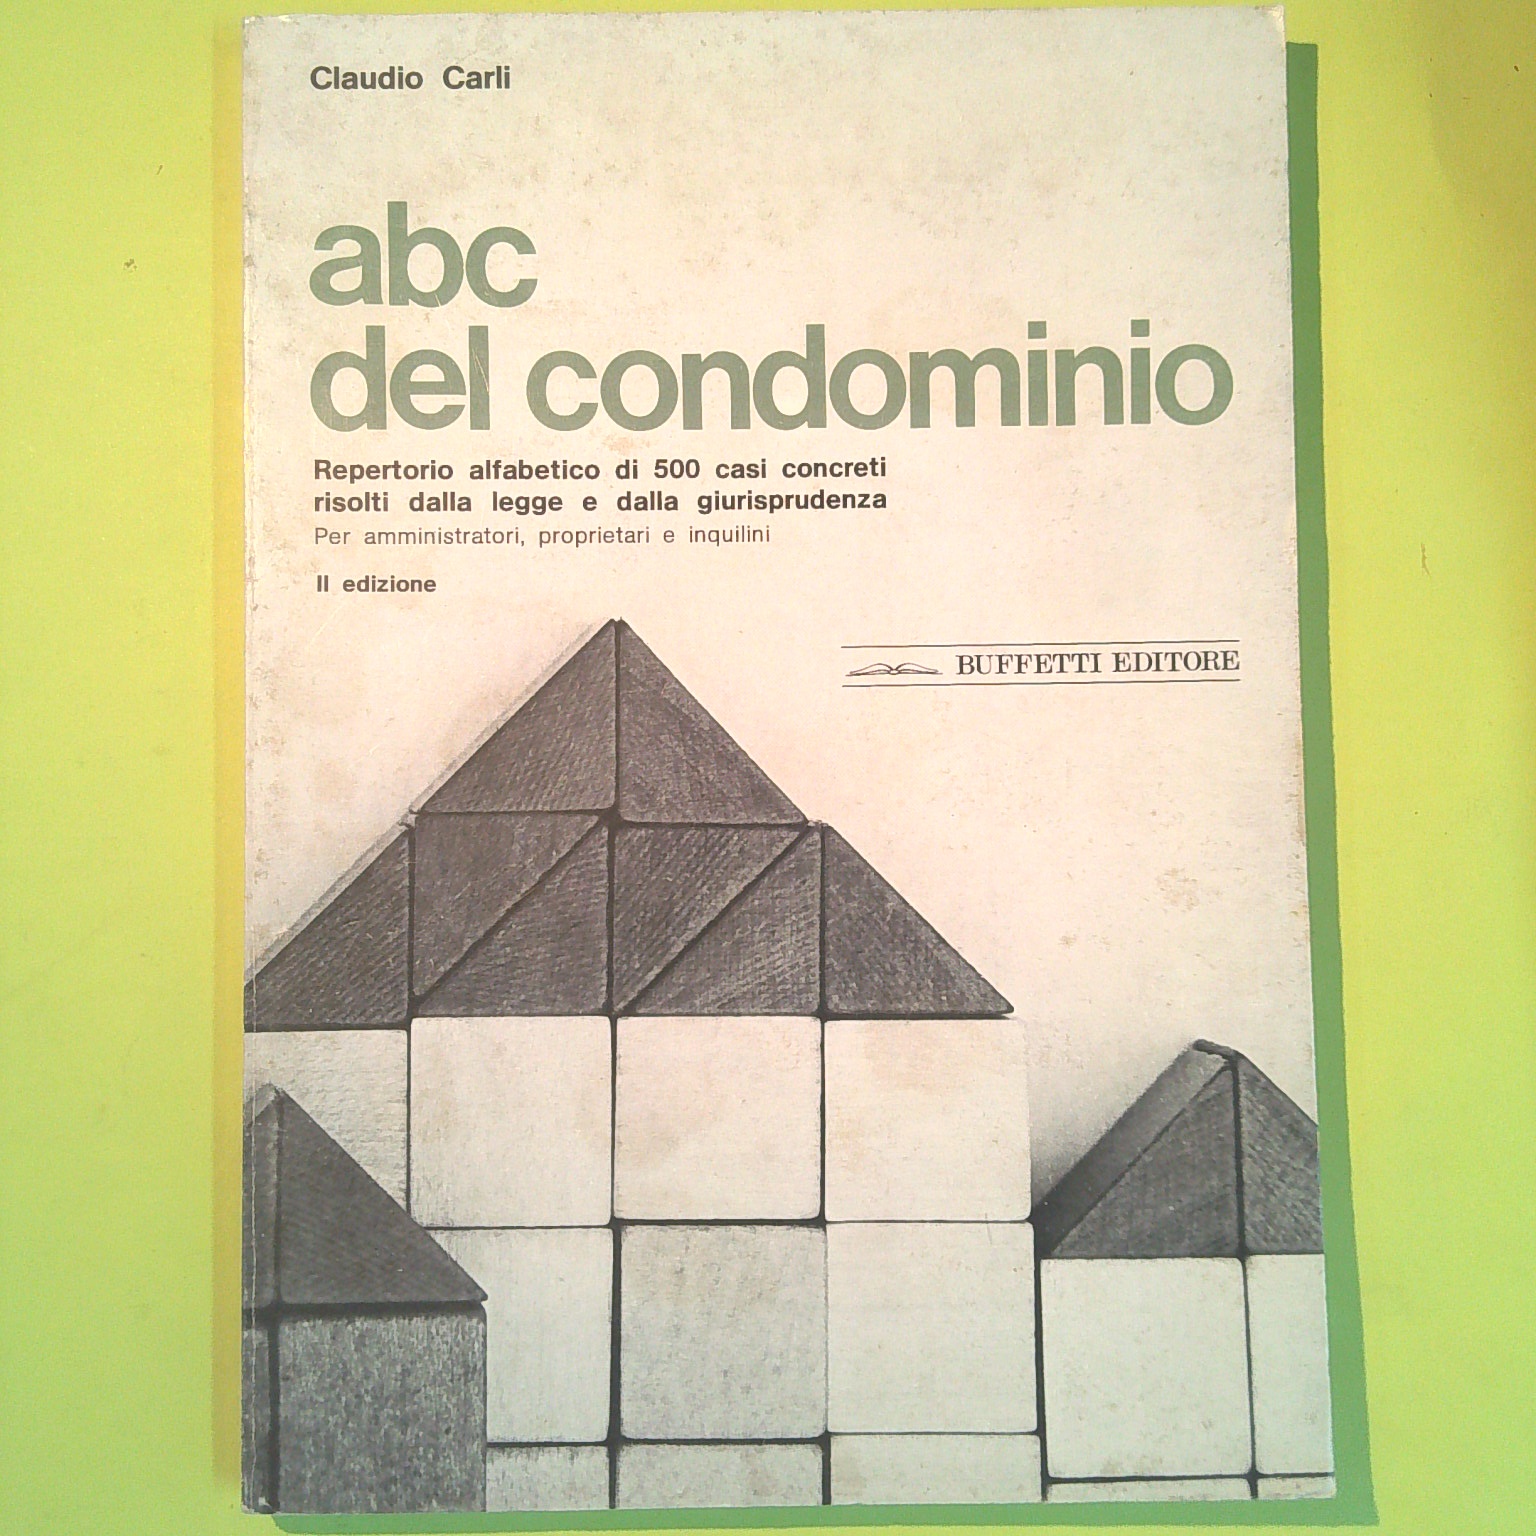 Claudio Carli
abc
del condominio
Repertorio alfabetico di 500 casi concreti
risolti dalla legge e dalla giurisprudenza
Per amministratori, proprietari e inquilini
II edizione
BUFFETTI EDITORE